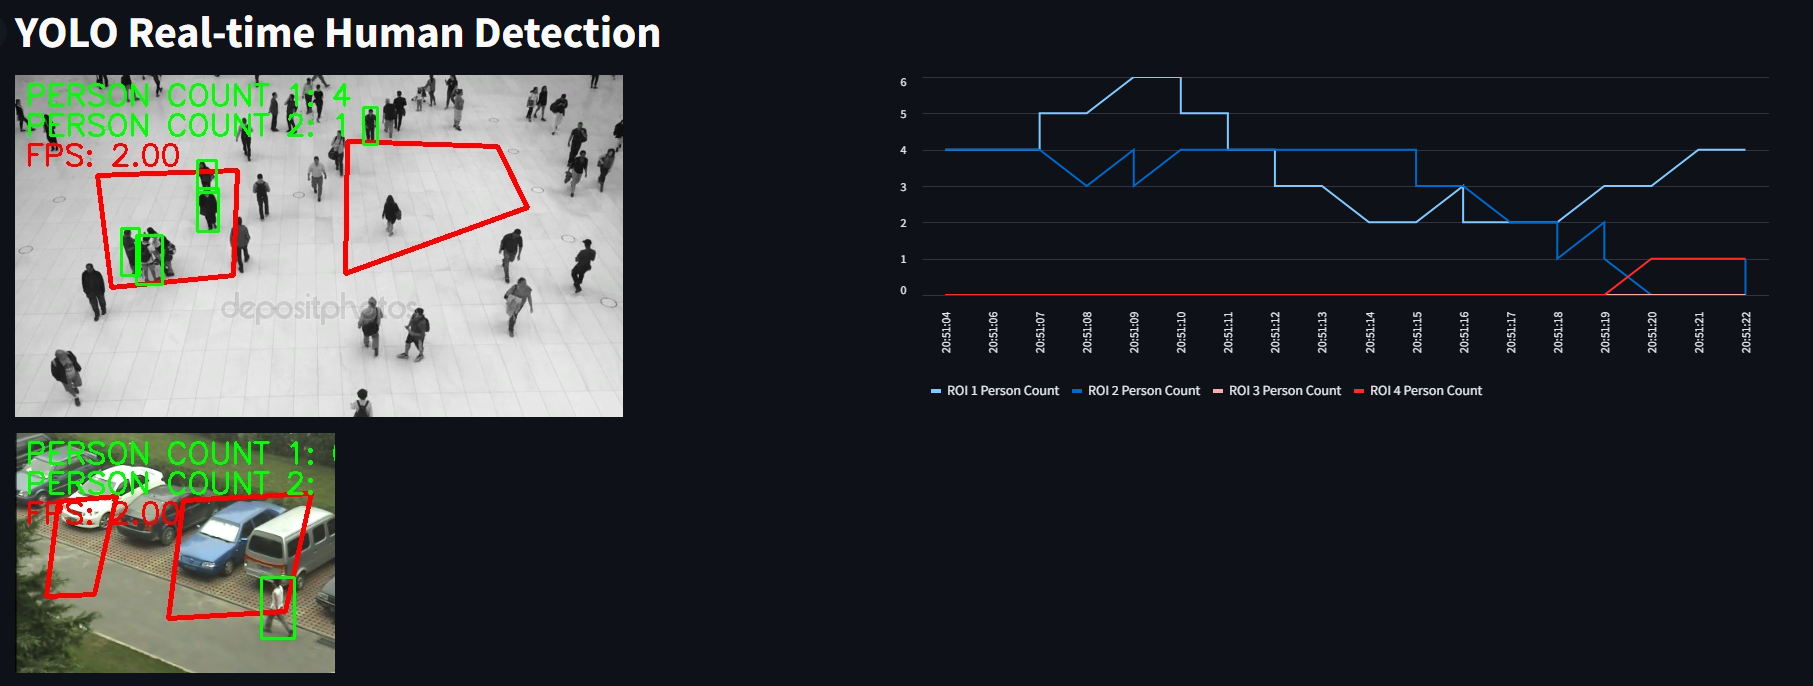 YOLO Real-time Human Detection
PERSON COUNT 1: 4
PERSON COUNT 2: 1
FPS: 2.00
depositphotos
PERSON COUNT 1:
PERSON COUNT 2:
FPS: 2.00
6
5
4
3
2
1
0
20:51:04
20:51:06
20:51:07
20:51:08
20:51:09
20:51:10
20:51:11
20:51:12
20:51:13
20:51:14
20:51:15
20:51:16
20:51:17
20:51:18
20:51:19
20:51:20
20:51:21
20:51:22
ROI 1 Person Count
ROI 2 Person Count
ROI 3 Person Count
ROI 4 Person Count